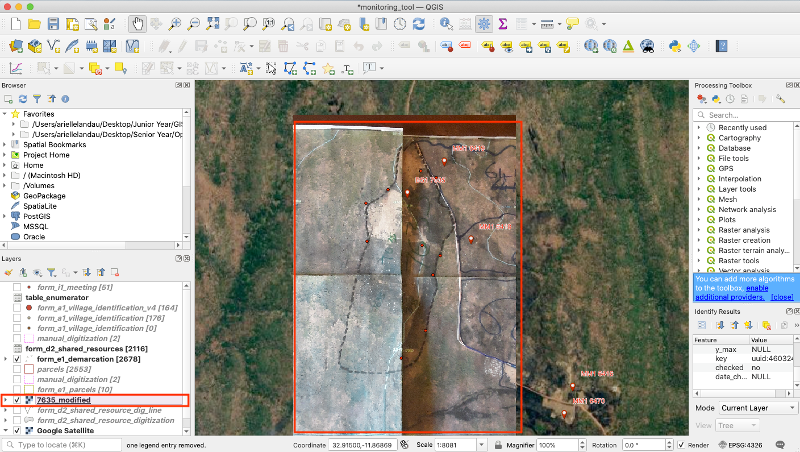 *monitoring_tool — QGIS
Browser
Favorites
/Users/ariellelandau/Desktop/Junior Year/GIS
/Users/ariellelandau/Desktop/Senior Year/Op
Spatial Bookmarks
Project Home
Home
/ (Macintosh HD)
/Volumes
GeoPackage
SpatiaLite
PostGIS
MSSQL
Oracle
Layers
form_i1_meeting [51]
table_enumerator
form_a1_village_identification_v4 [164]
form_a1_village_identification [176]
form_a1_village_identification [0]
manual_digitization [2]
form_d2_shared_resources [2116]
form_e1_demarcation [2678]
parcels [2553]
manual_digitization [2]
form_e1_parcels [10]
7635_modified
form_d2_shared_resource_dig_line
form_d2_shared_resource_digitization
Google Satellite
Processing Toolbox
Search...
Recently used
Cartography
Database
File tools
GPS
Interpolation
Layer tools
Mesh
Network analysis
Plots
Raster analysis
Raster creation
Raster terrain analy
Raster tools
Vector analysis
You can add more algorithms
to the toolbox, enable
additional providers. [close]
Identify Results
Feature Value
y_max NULL
key uuid:460324
checked no
date_ch... NULL
Mode Current Layer
View Tree
Type to locate (⌘K)
one legend entry removed.
Coordinate 32.91500,-11.86869
Scale 1:8081
Magnifier 100%
Rotation 0.0 °
Render
EPSG:4326